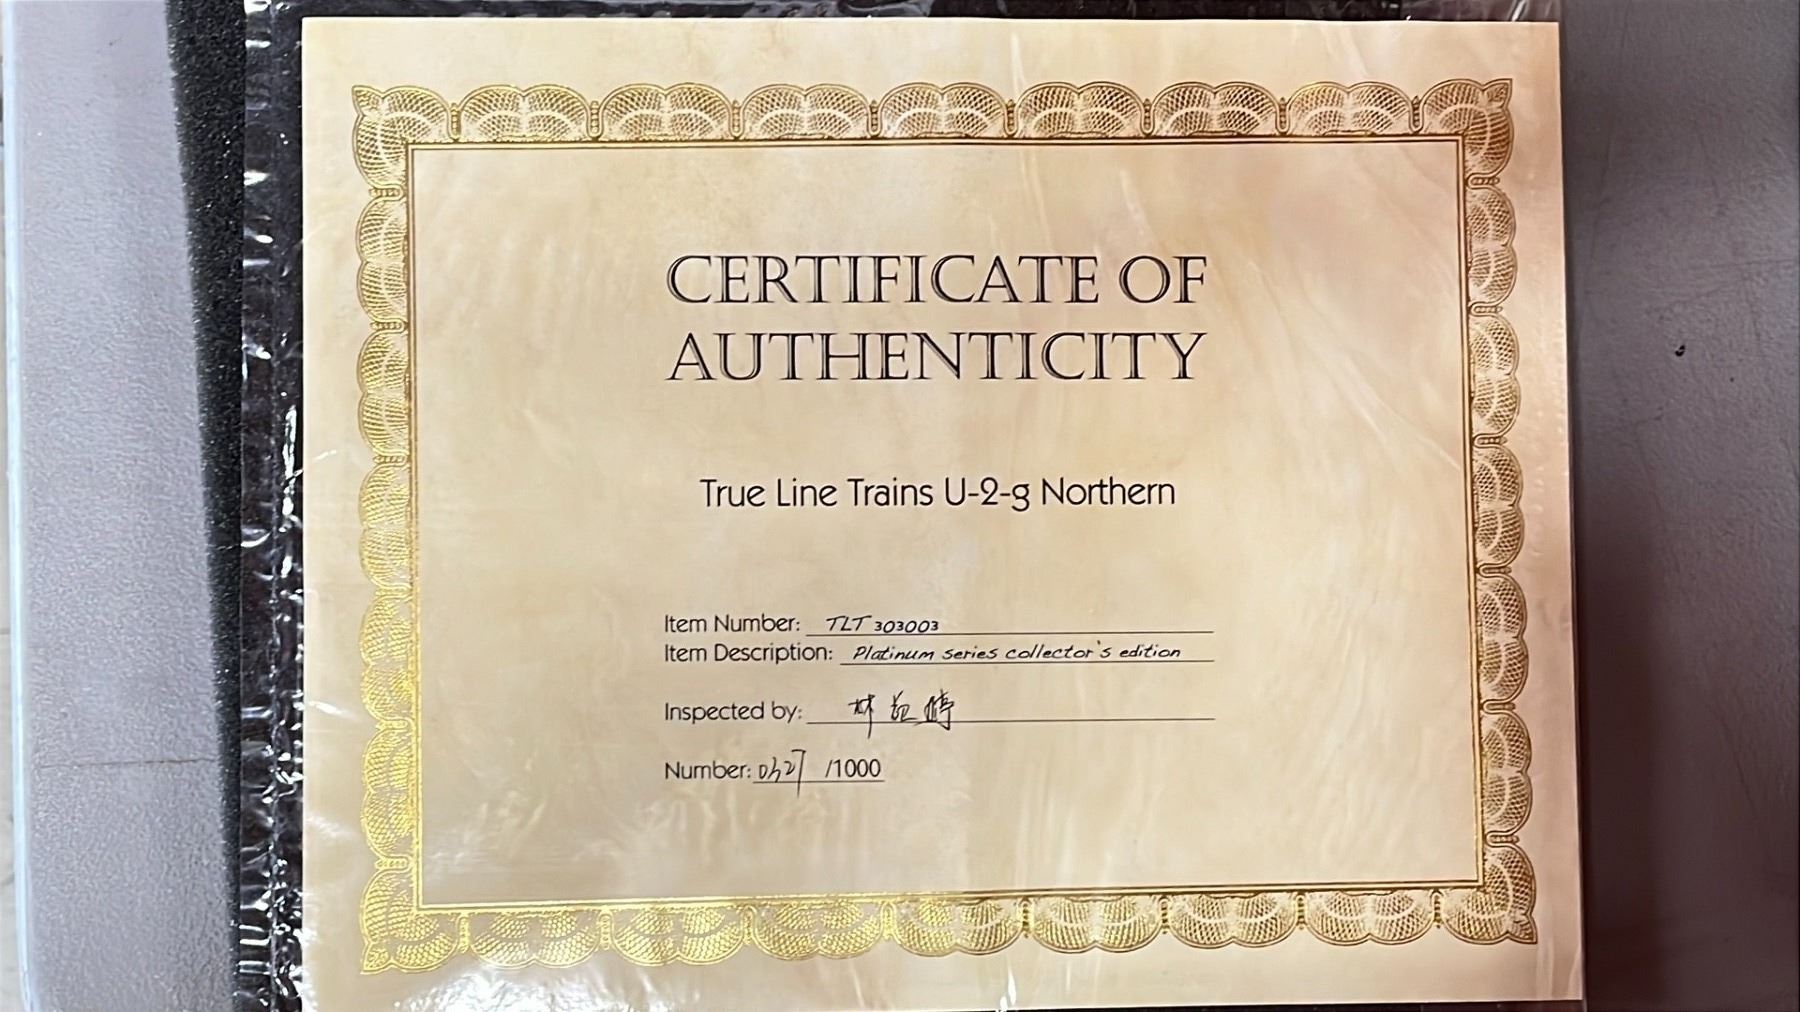 CERTIFICATE OF
AUTHENTICITY
True Line Trains U-2-g Northern
Item Number: TLT 303003
Item Description: Platinum series collector's edition
Inspected by:
Number: 0327 /1000